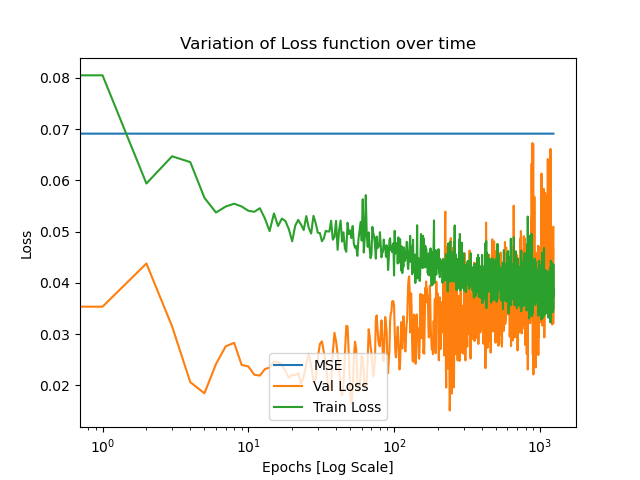 Variation of Loss function over time
0.08
0.07
0.06
0.05
0.04
0.03
0.02
Loss
MSE
Val Loss
Train Loss
10⁰ 10¹ 10² 10³
Epochs [Log Scale]